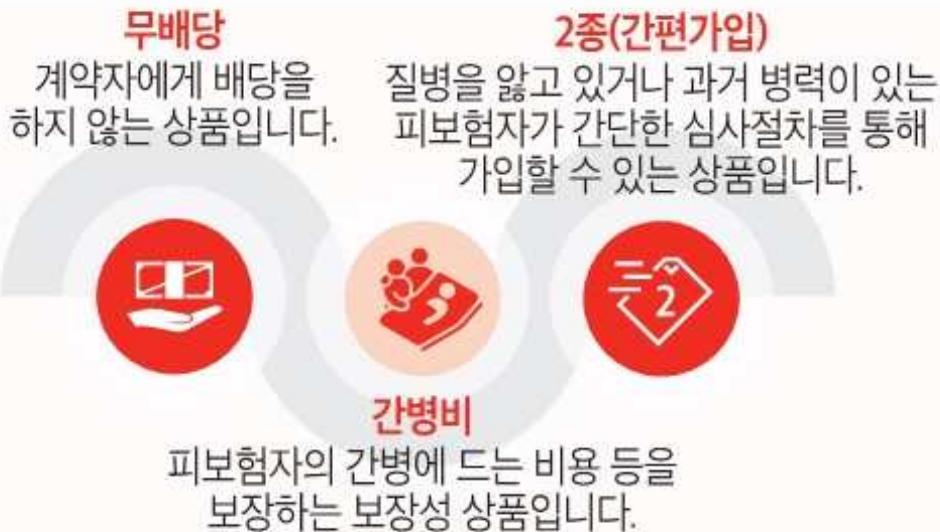 무배당
계약자에게 배당을
하지 않는 상품입니다.
2종(간편가입)
질병을 앓고 있거나 과거 병력이 있는
피보험자가 간단한 심사절차를 통해
가입할 수 있는 상품입니다.
2
간병비
피보험자의 간병에 드는 비용 등을
보장하는 보장성 상품입니다.